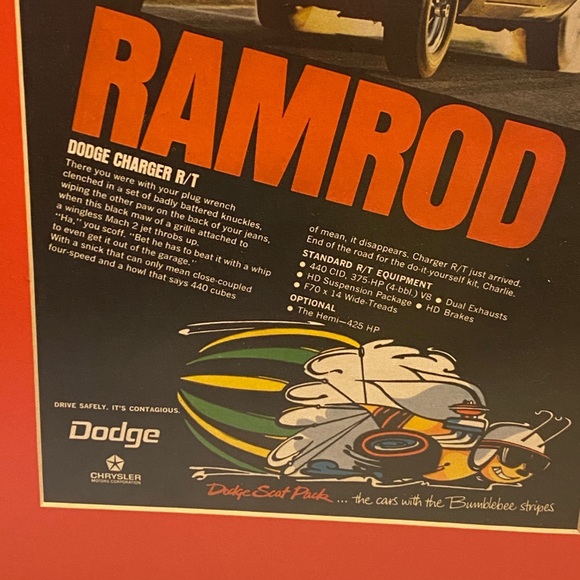 RAMROD
DODGE CHARGER R/T
There you were with your plug wrench
clenched in a set of badly battered knuckles,
wiping the other paw on the back of your jeans,
when this black maw of a grille attached to
a wingless Mach 2 jet throbs up.
"Ha," you scoff. "Bet he has to beat it with a whip
to even get it out of the garage."
With a snick that can only mean close-coupled
four-speed and a howl that says 440 cubes
of mean, it disappears. Charger R/T just arrived.
End of the road for the do-it-yourself kit, Charlie.
STANDARD R/T EQUIPMENT
• 440 CID, 375-HP (4-bbl.) V8 • Dual Exhausts
• HD Suspension Package • HD Brakes
• F70 x 14 Wide-Treads
OPTIONAL
• The Hemi—425 HP
DRIVE SAFELY. IT'S CONTAGIOUS.
Dodge
CHRYSLER
MOTORS CORPORATION
Dodge Scat Pack ... the cars with the Bumblebee stripes